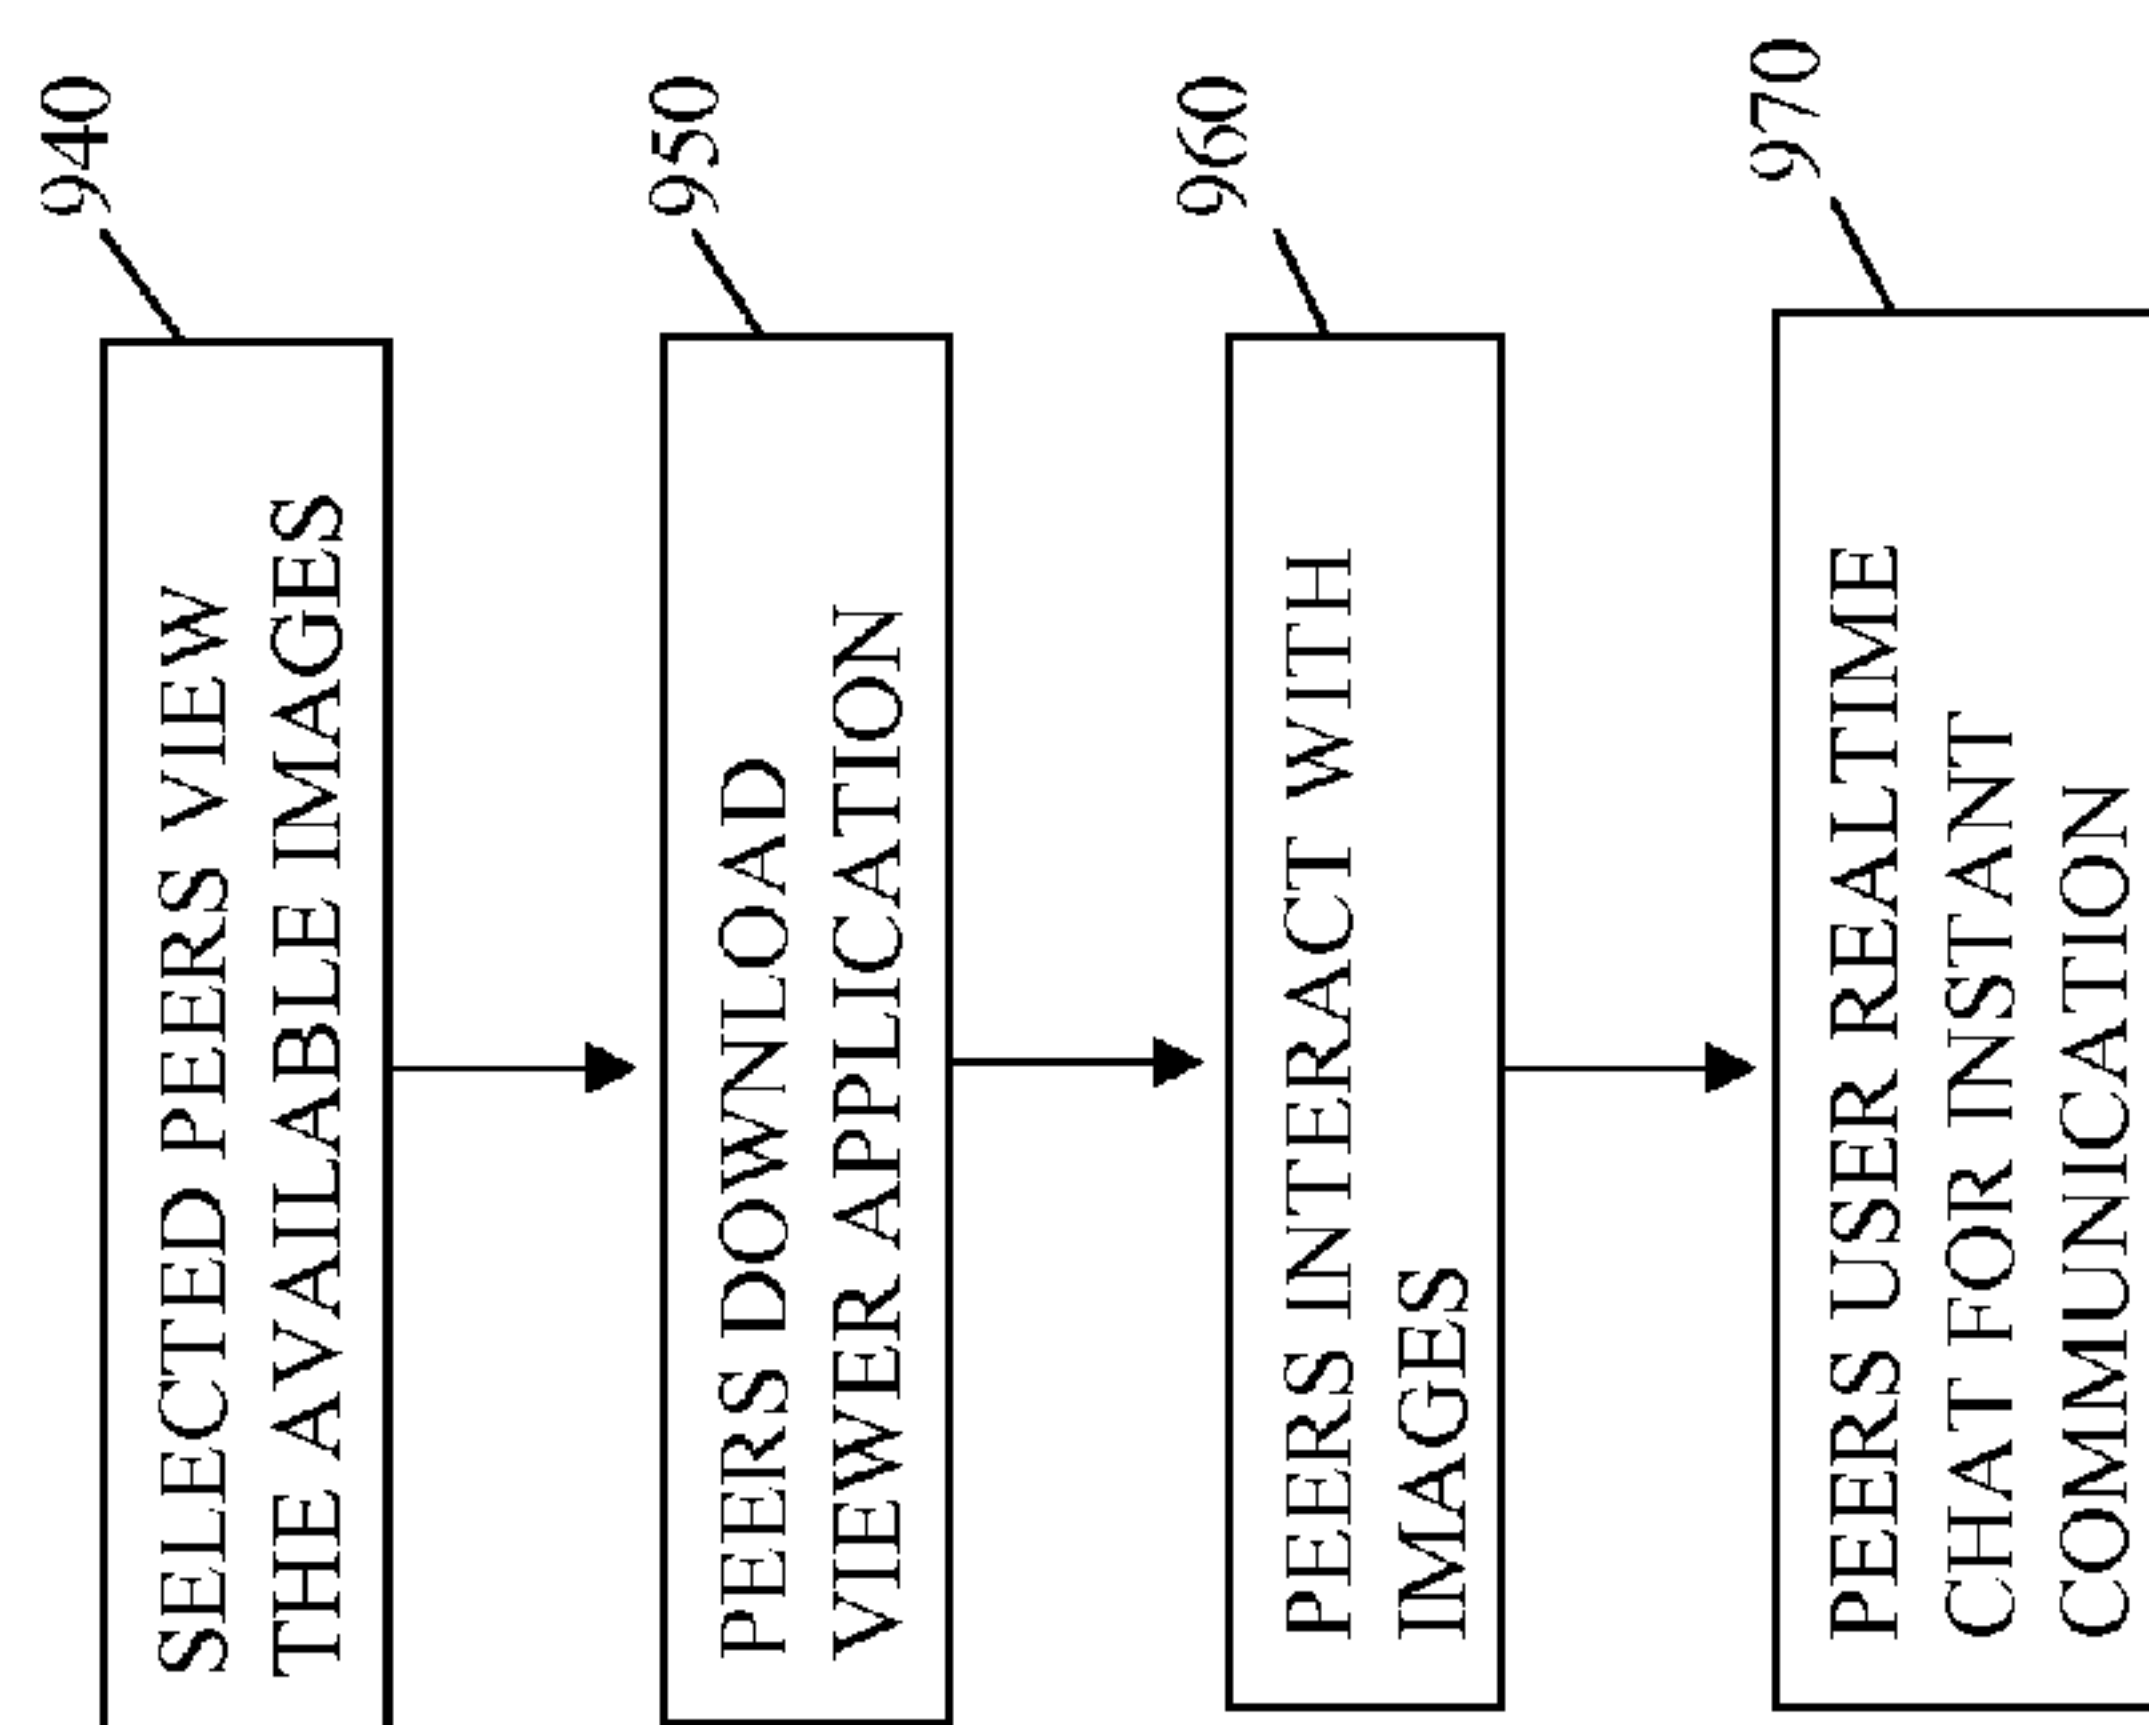 940
SELECTED PEERS VIEW
THE AVAILABLE IMAGES
950
PEERS DOWNLOAD
VIEWER APPLICATION
960
PEERS INTERACT WITH
IMAGES
970
PEERS USER REALTIME
CHAT FOR INSTANT
COMMUNICATION